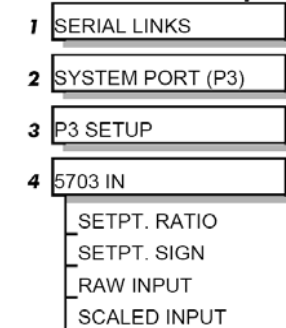 1 SERIAL LINKS
2 SYSTEM PORT (P3)
3 P3 SETUP
4 5703 IN
SETPT. RATIO
SETPT. SIGN
RAW INPUT
SCALED INPUT